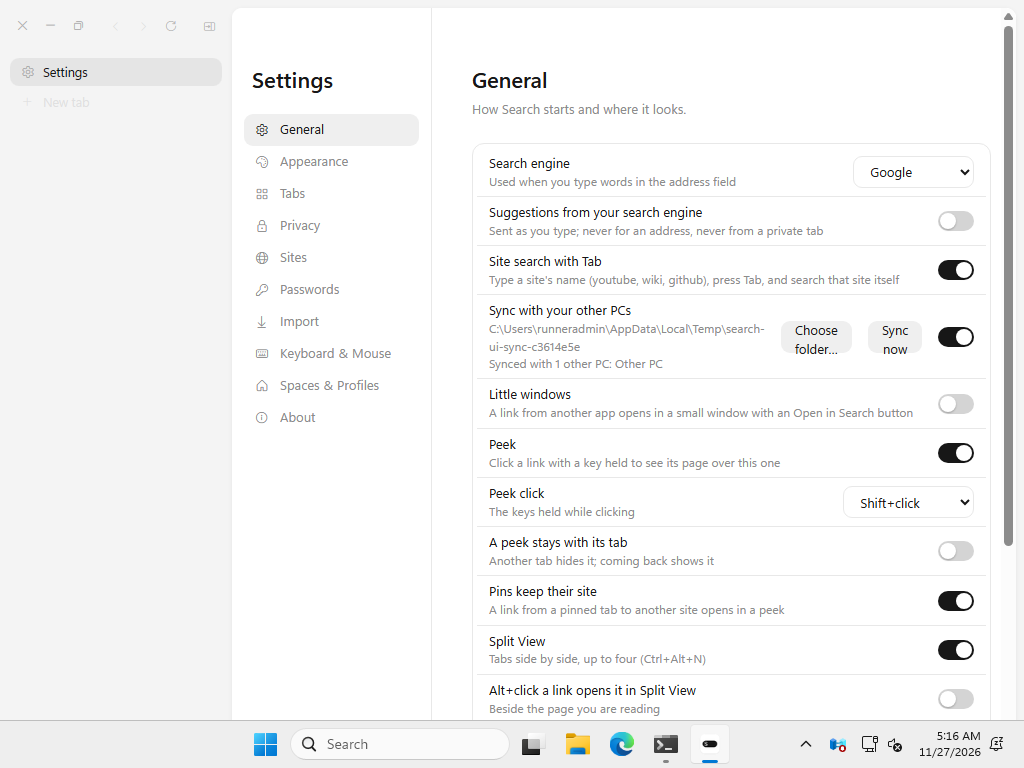 Settings
New tab
Settings
General
Appearance
Tabs
Privacy
Sites
Passwords
Import
Keyboard & Mouse
Spaces & Profiles
About
General
How Search starts and where it looks.
Search engine
Used when you type words in the address field
Google
Suggestions from your search engine
Sent as you type; never for an address, never from a private tab
Site search with Tab
Type a site's name (youtube, wiki, github), press Tab, and search that site itself
Sync with your other PCs
C:\Users\runneradmin\AppData\Local\Temp\search-
ui-sync-c3614e5e
Synced with 1 other PC: Other PC
Choose
folder...
Sync
now
Little windows
A link from another app opens in a small window with an Open in Search button
Peek
Click a link with a key held to see its page over this one
Peek click
The keys held while clicking
Shift+click
A peek stays with its tab
Another tab hides it; coming back shows it
Pins keep their site
A link from a pinned tab to another site opens in a peek
Split View
Tabs side by side, up to four (Ctrl+Alt+N)
Alt+click a link opens it in Split View
Beside the page you are reading
Search
5:16 AM
11/27/2026